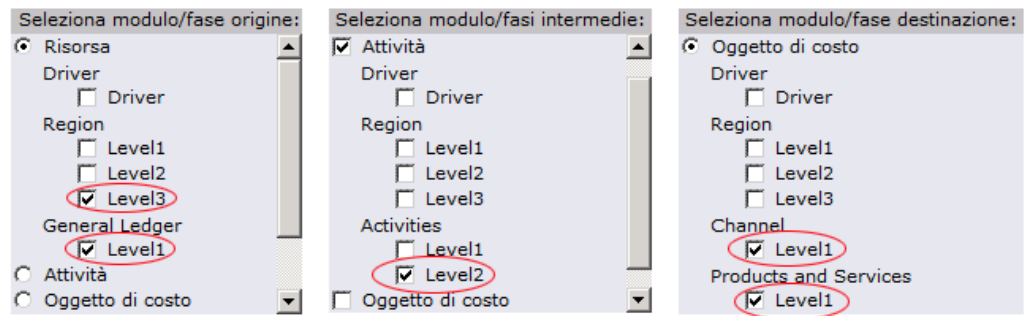 Seleziona modulo/fase origine:
Risorsa
Driver
Driver
Region
Level1
Level2
Level3
General Ledger
Level1
Attività
Oggetto di costo
Seleziona modulo/fasi intermedie:
Attività
Driver
Driver
Region
Level1
Level2
Level3
Activities
Level1
Level2
Oggetto di costo
Seleziona modulo/fase destinazione:
Oggetto di costo
Driver
Driver
Region
Level1
Level2
Level3
Channel
Level1
Products and Services
Level1